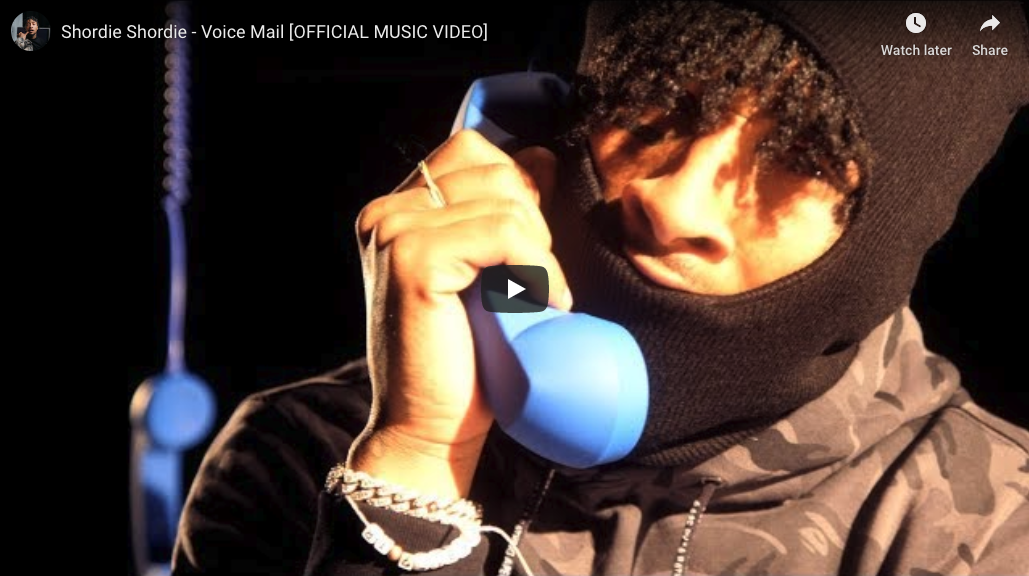 Shordie Shordie - Voice Mail [OFFICIAL MUSIC VIDEO]
Watch later
Share